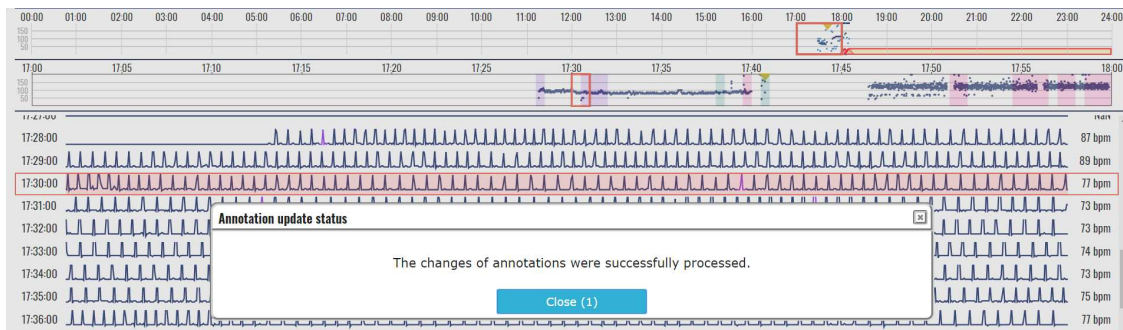 00:00 01:00 02:00 03:00 04:00 05:00 06:00 07:00 08:00 09:00 10:00 11:00 12:00 13:00 14:00 15:00 16:00 17:00 18:00 19:00 20:00 21:00 22:00 23:00 24:00
150
100
50
17:00 17:05 17:10 17:15 17:20 17:25 17:30 17:35 17:40 17:45 17:50 17:55 18:00
150
100
50
17:27:00 NaN
17:28:00 87 bpm
17:29:00 89 bpm
17:30:00 77 bpm
17:31:00 73 bpm
Annotation update status
17:32:00 73 bpm
17:33:00 74 bpm
The changes of annotations were successfully processed.
17:34:00 73 bpm
17:35:00 75 bpm
Close (1)
17:36:00 77 bpm